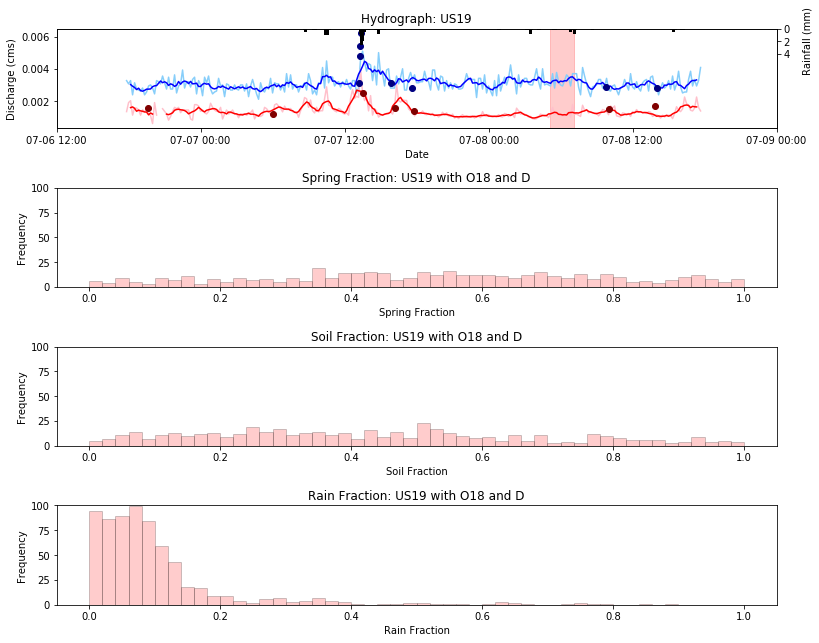 Hydrograph: US19
0.006
0.004
0.002
Discharge (cms)
0
2
4
Rainfall (mm)
07-06 12:00 07-07 00:00 07-07 12:00 07-08 00:00 07-08 12:00 07-09 00:00
Date
Spring Fraction: US19 with O18 and D
100
75
50
25
0
Frequency
0.0 0.2 0.4 0.6 0.8 1.0
Spring Fraction
Soil Fraction: US19 with O18 and D
100
75
50
25
0
Frequency
0.0 0.2 0.4 0.6 0.8 1.0
Soil Fraction
Rain Fraction: US19 with O18 and D
100
75
50
25
0
Frequency
0.0 0.2 0.4 0.6 0.8 1.0
Rain Fraction